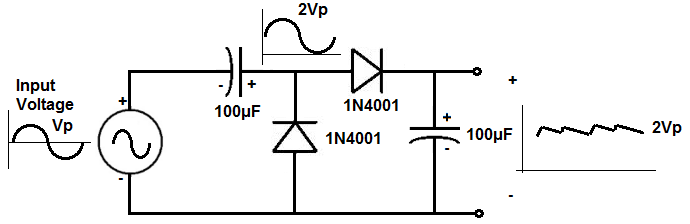 2Vp
Input
Voltage
Vp
+
-
-
+
100µF
1N4001
1N4001
+
-
100µF
+
-
2Vp